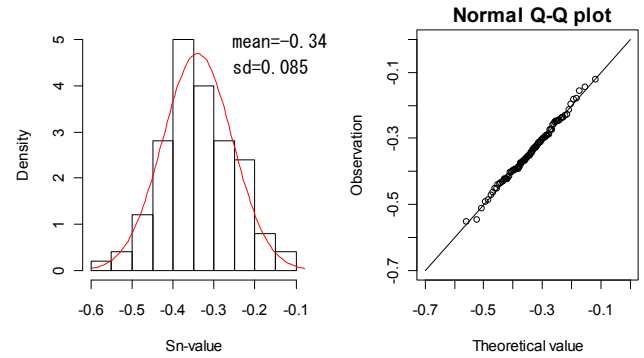 mean=-0.34
sd=0.085
Density
0 1 2 3 4 5
-0.6 -0.5 -0.4 -0.3 -0.2 -0.1
Sn-value
Normal Q-Q plot
Observation
-0.7 -0.5 -0.3 -0.1
-0.7 -0.5 -0.3 -0.1
Theoretical value